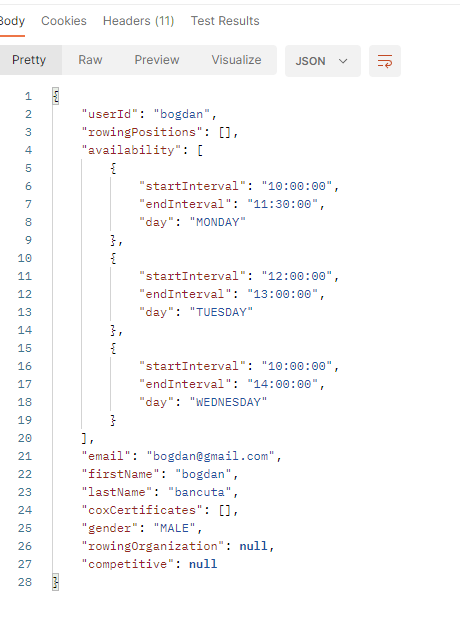 Body Cookies Headers (11) Test Results
Pretty Raw Preview Visualize JSON
1 {
2 "userId": "bogdan",
3 "rowingPositions": [],
4 "availability": [
5 {
6 "startInterval": "10:00:00",
7 "endInterval": "11:30:00",
8 "day": "MONDAY"
9 },
10 {
11 "startInterval": "12:00:00",
12 "endInterval": "13:00:00",
13 "day": "TUESDAY"
14 },
15 {
16 "startInterval": "10:00:00",
17 "endInterval": "14:00:00",
18 "day": "WEDNESDAY"
19 }
20 ],
21 "email": "bogdan@gmail.com",
22 "firstName": "bogdan",
23 "lastName": "bancuta",
24 "coxCertificates": [],
25 "gender": "MALE",
26 "rowingOrganization": null,
27 "competitive": null
28 }